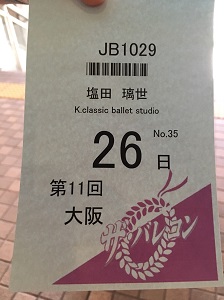 JB1029
塩田 璃世
K.classic ballet studio
No.35
26日
第11回
大阪
ザ・バレコン